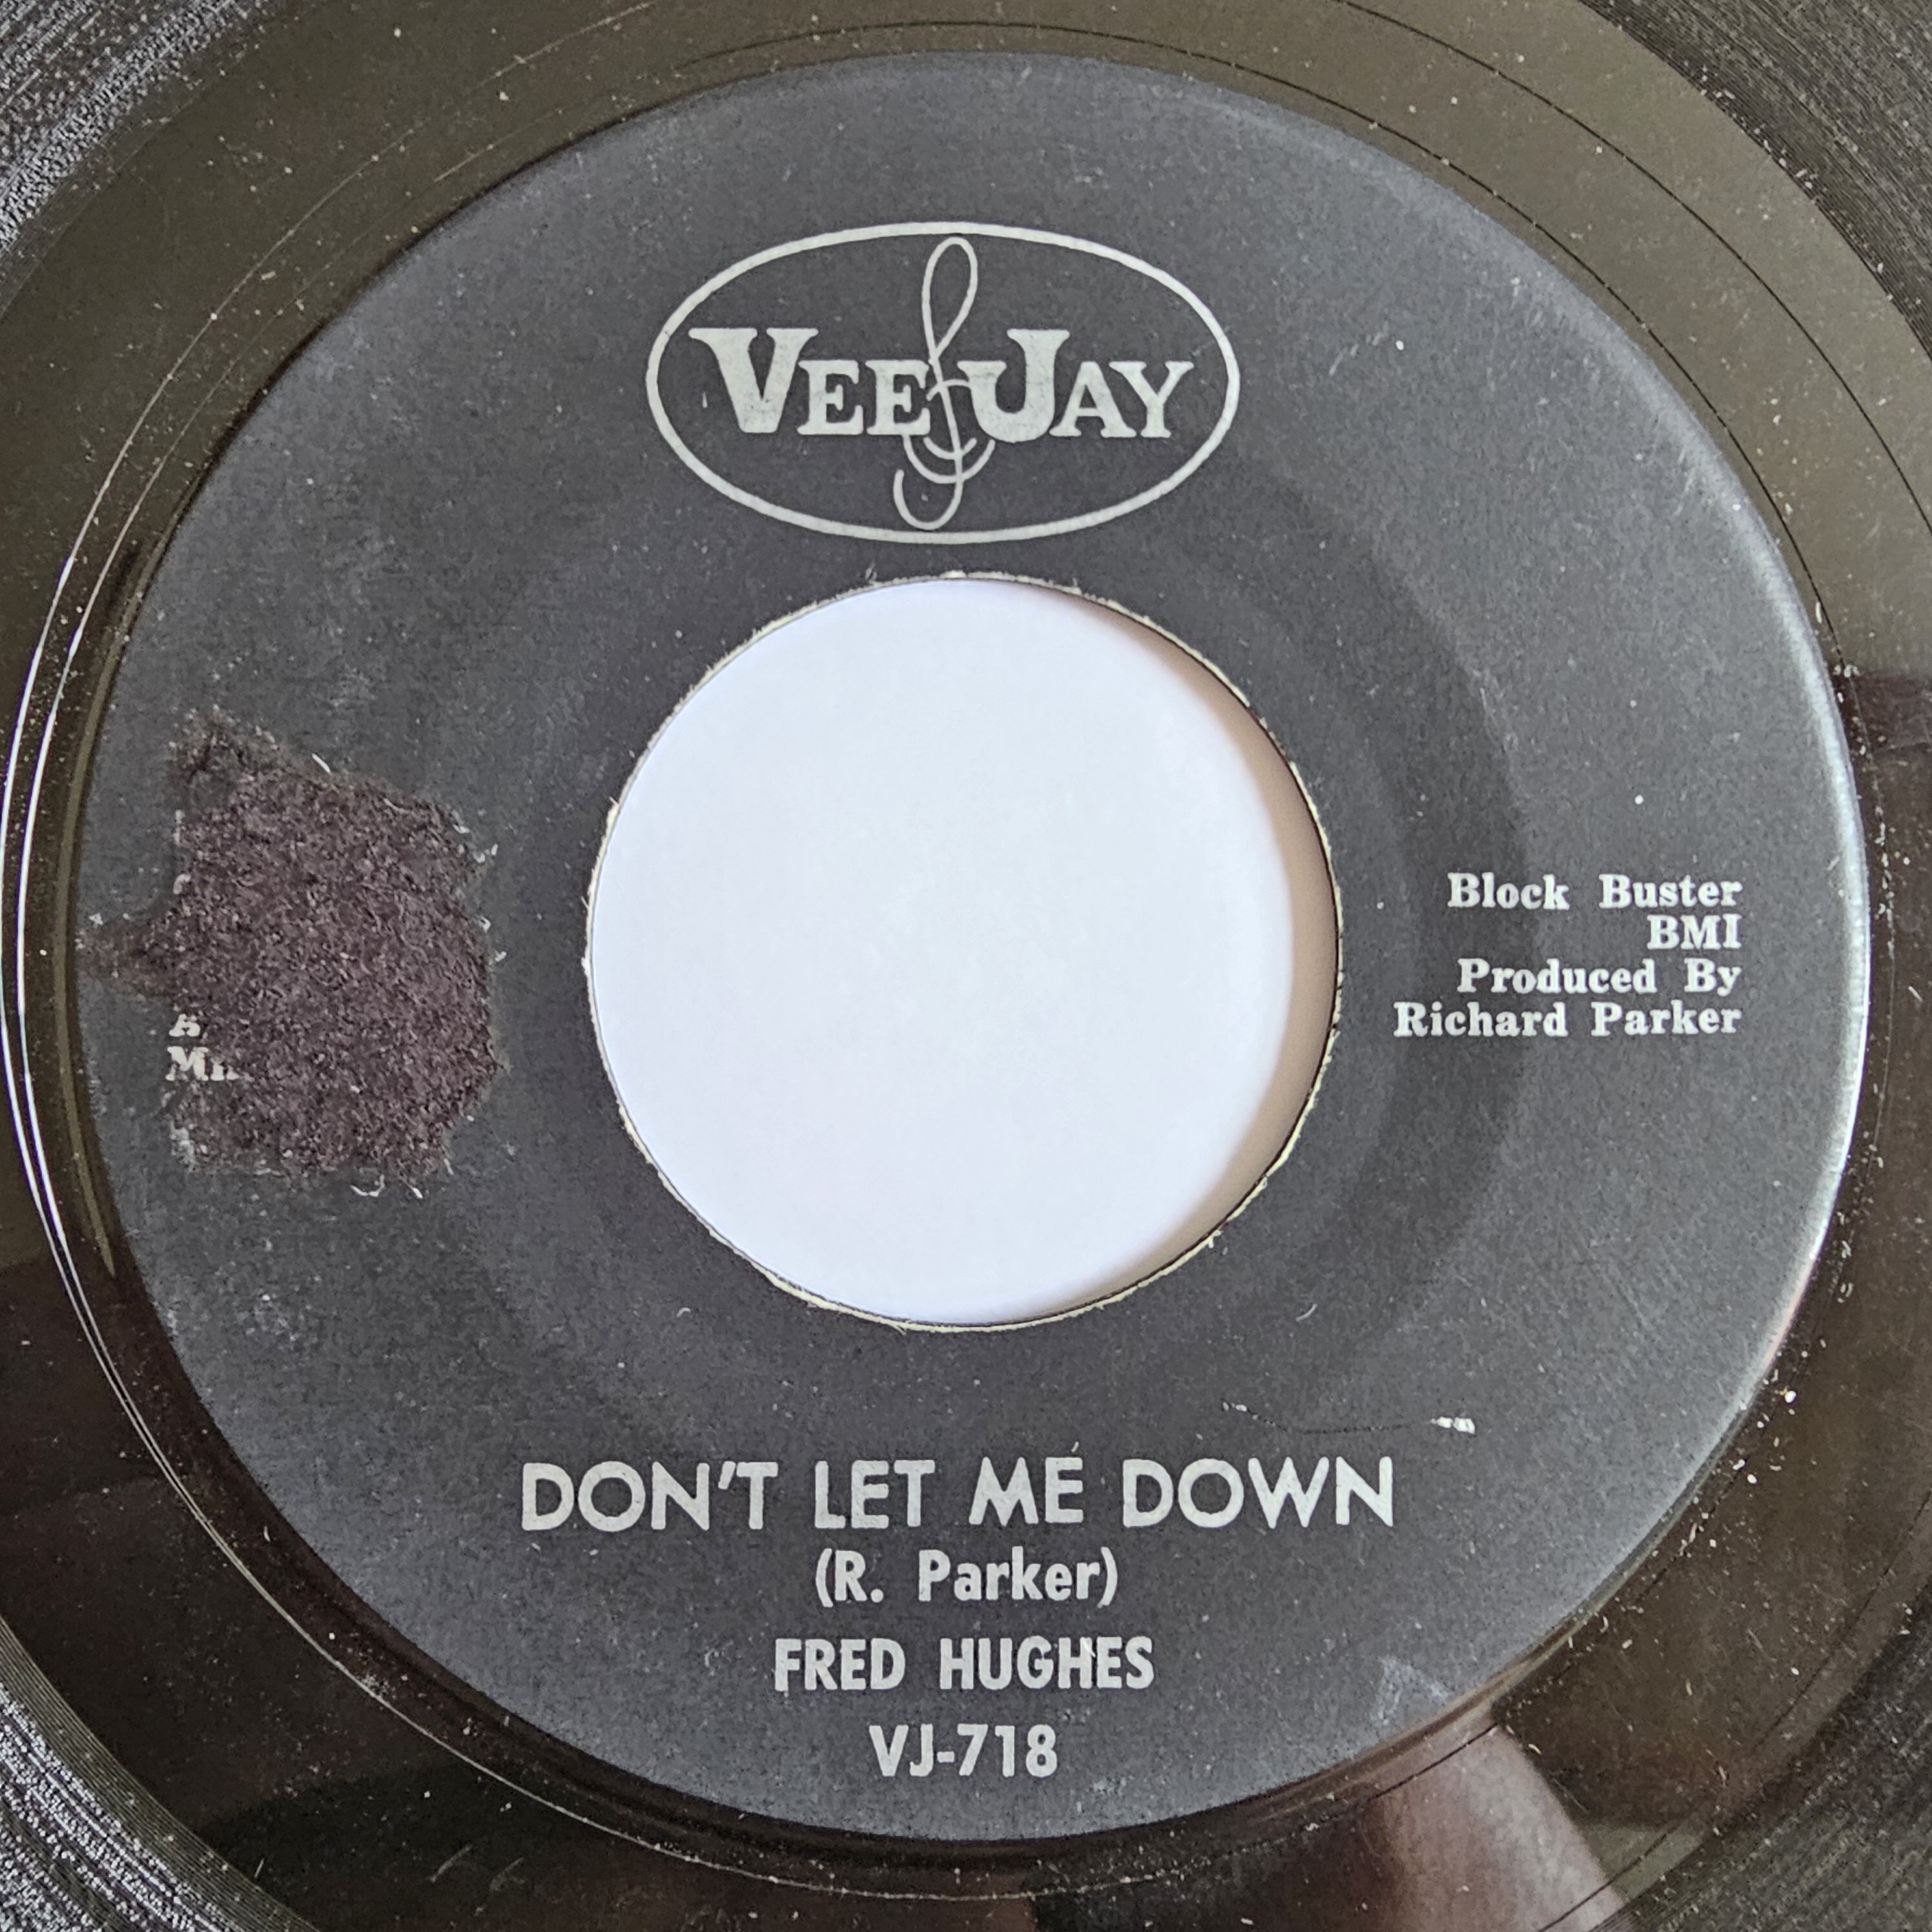 VEE JAY
Block Buster
BMI
Produced By
Richard Parker
DON'T LET ME DOWN
(R. Parker)
FRED HUGHES
VJ-718